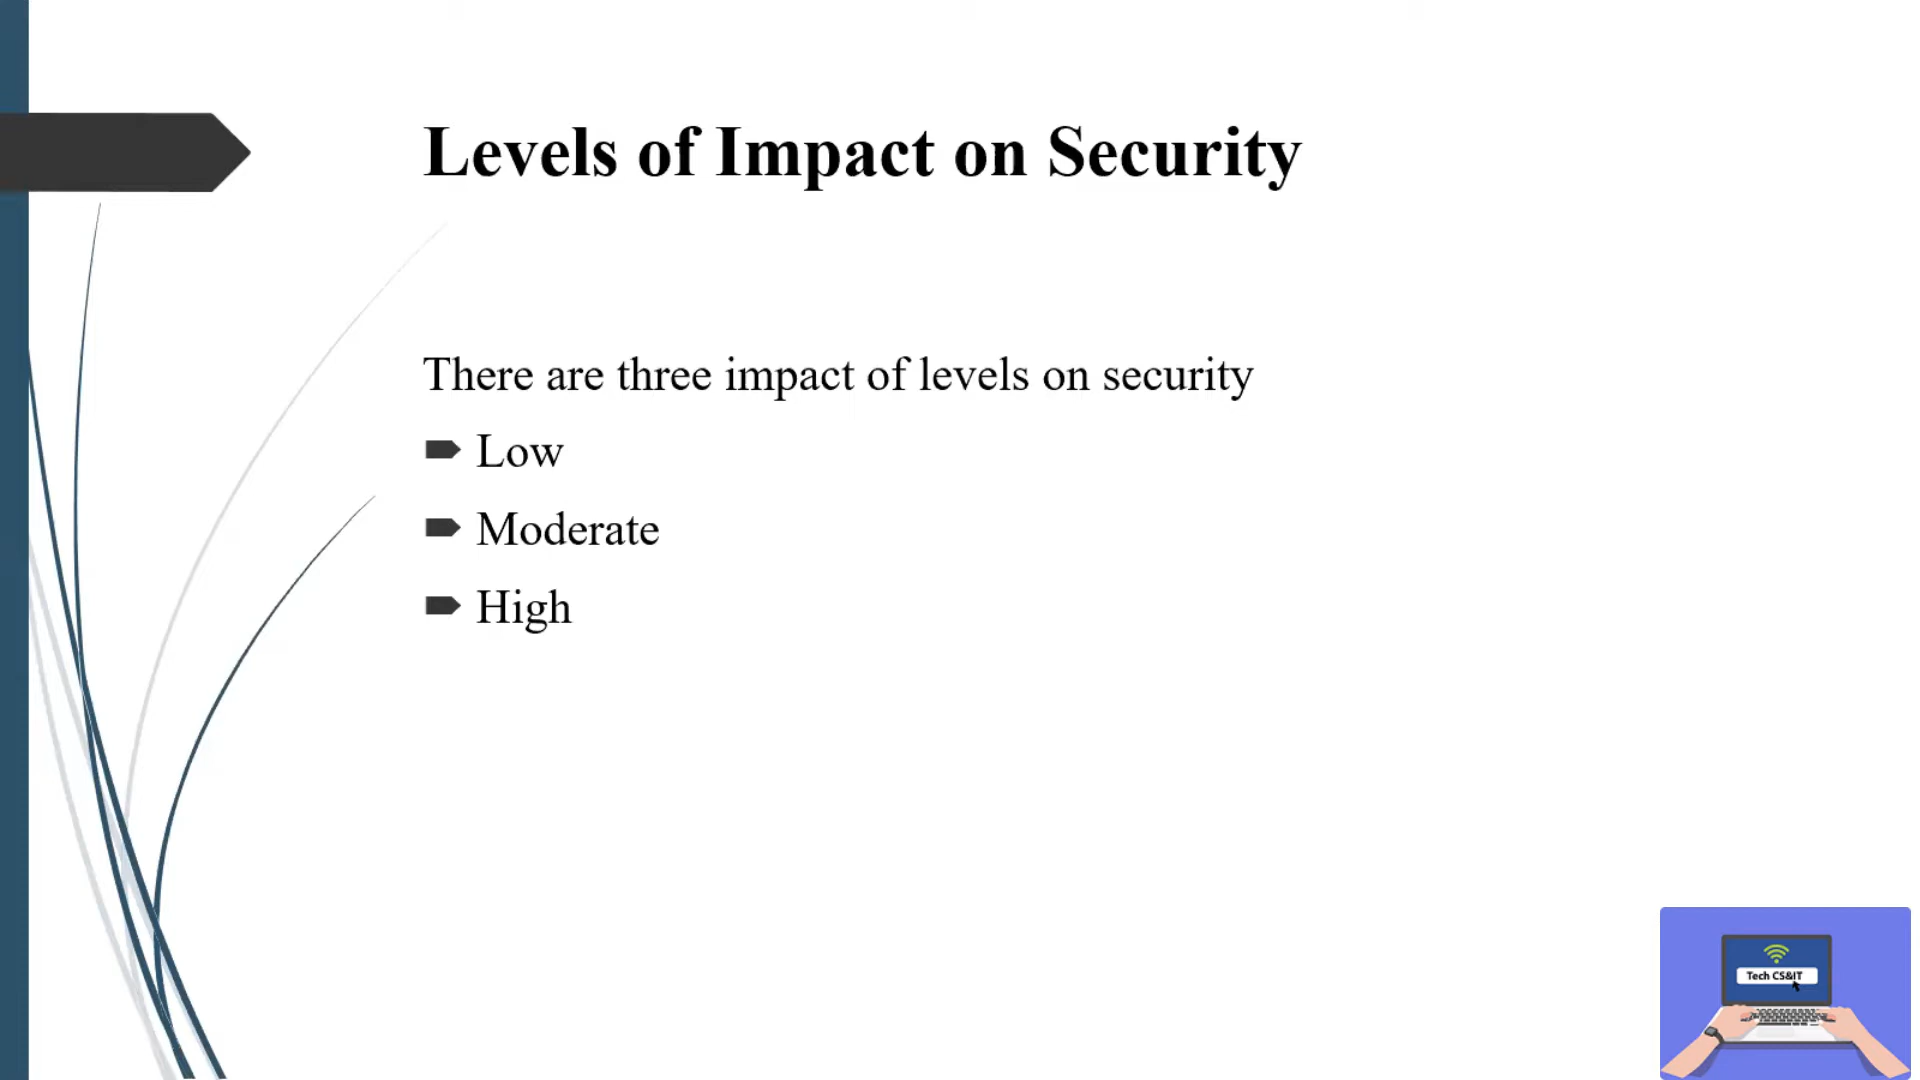 Levels of Impact on Security
There are three impact of levels on security
Low
Moderate
High
Tech CS&IT